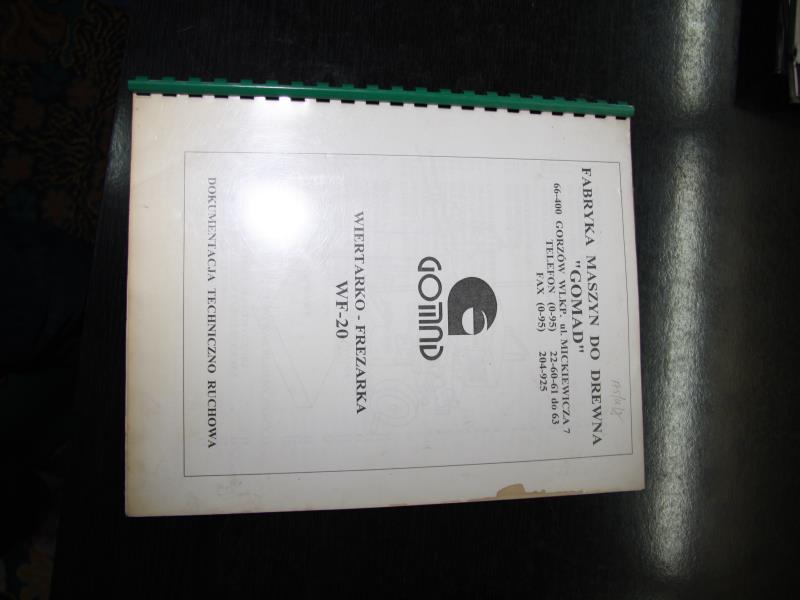 FABRYKA MASZYN DO DREWNA
"GOMAD"
66-400 GORZÓW WLKP. ul. MICKIEWICZA 7
TELEFON (0-95) 22-60-61 do 63
FAX (0-95) 204-925
GOMAD
WIERTARKO - FREZARKA
WF-20
DOKUMENTACJA TECHNICZNO RUCHOWA